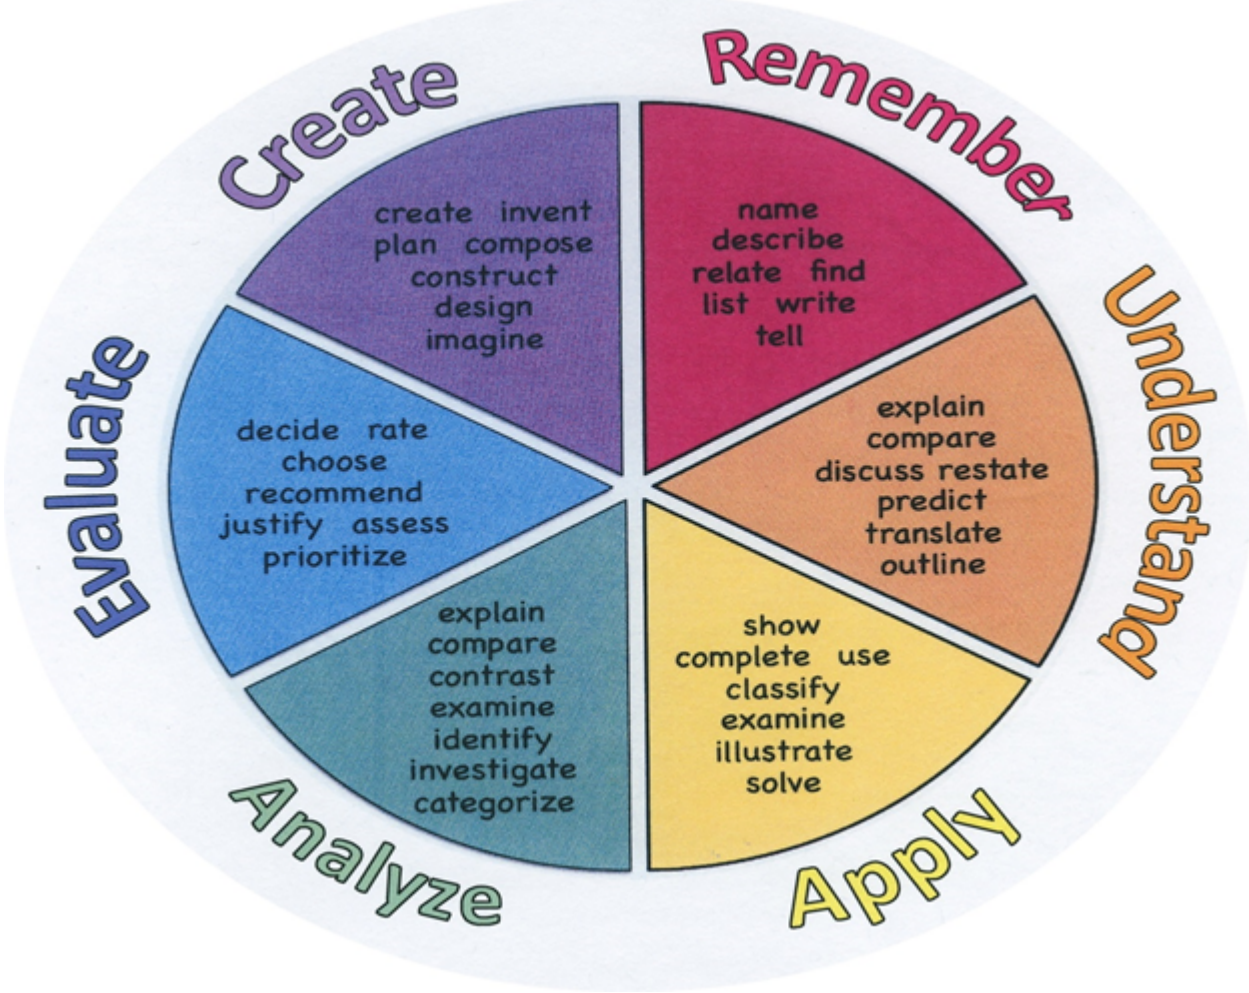 Remember
name
describe
relate find
list write
tell
Understand
explain
compare
discuss restate
predict
translate
outline
Apply
show
complete use
classify
examine
illustrate
solve
Analyze
explain
compare
contrast
examine
identify
investigate
categorize
Evaluate
decide rate
choose
recommend
justify assess
prioritize
Create
create invent
plan compose
construct
design
imagine